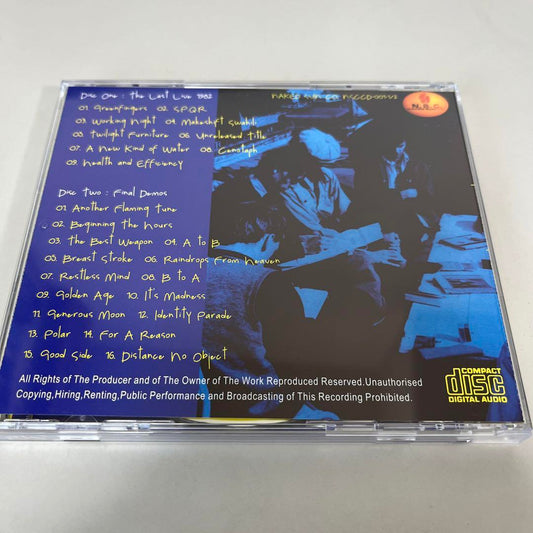 Disc One : the Last Live 1982
01. Greenfingers 02. S.P.Q.R.
03. Working Night 04. Makeshift Swahili
05. Twilight Furniture 06. Unreleased Title
07. A New Kind of Water 08. Cenotaph
09. Health and Efficiency
Disc two : Final Demos
01. Another Flaming tune
02. Beginning the hours
03. the Best Weapon 04. A to B
05. Breast Stroke 06. Raindrops From Heaven
07. Restless Mind 08. B to A
09. Golden Age 10. It's Madness
11. Generous Moon 12. Identity Parade
13. Polar 14. For A Reason
15. Good Side 16. Distance No Object
All Rights of The Producer and of The Owner of The Work Reproduced Reserved.Unauthorised
Copying,Hiring,Renting,Public Performance and Broadcasting of This Recording Prohibited.
COMPACT
disc
DIGITAL AUDIO